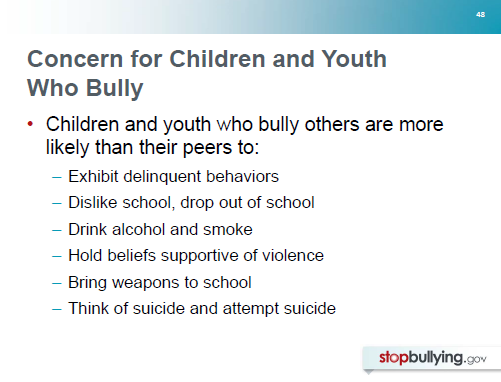 48
Concern for Children and Youth
Who Bully
• Children and youth who bully others are more
likely than their peers to:
– Exhibit delinquent behaviors
– Dislike school, drop out of school
– Drink alcohol and smoke
– Hold beliefs supportive of violence
– Bring weapons to school
– Think of suicide and attempt suicide
stopbullying.gov